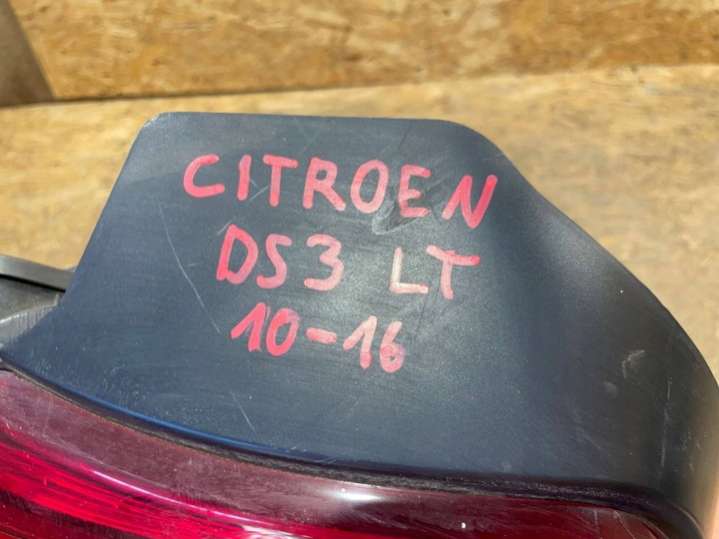 CITROEN
DS3 LT
10-16